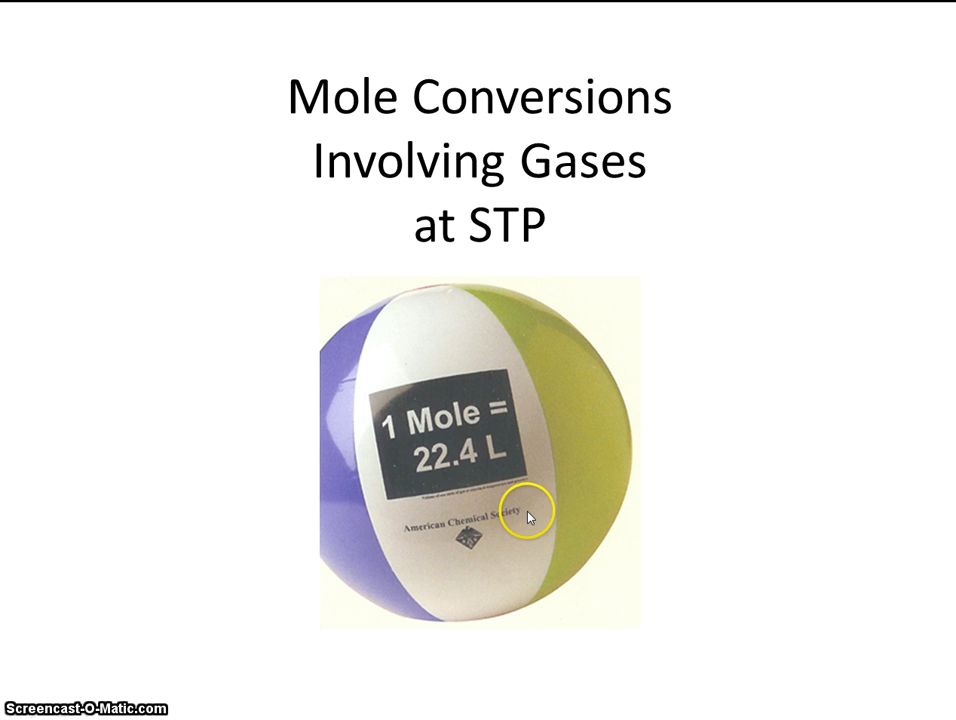 Mole Conversions
Involving Gases
at STP
1 Mole =
22.4 L
American Chemical Society
Screencast-O-Matic.com